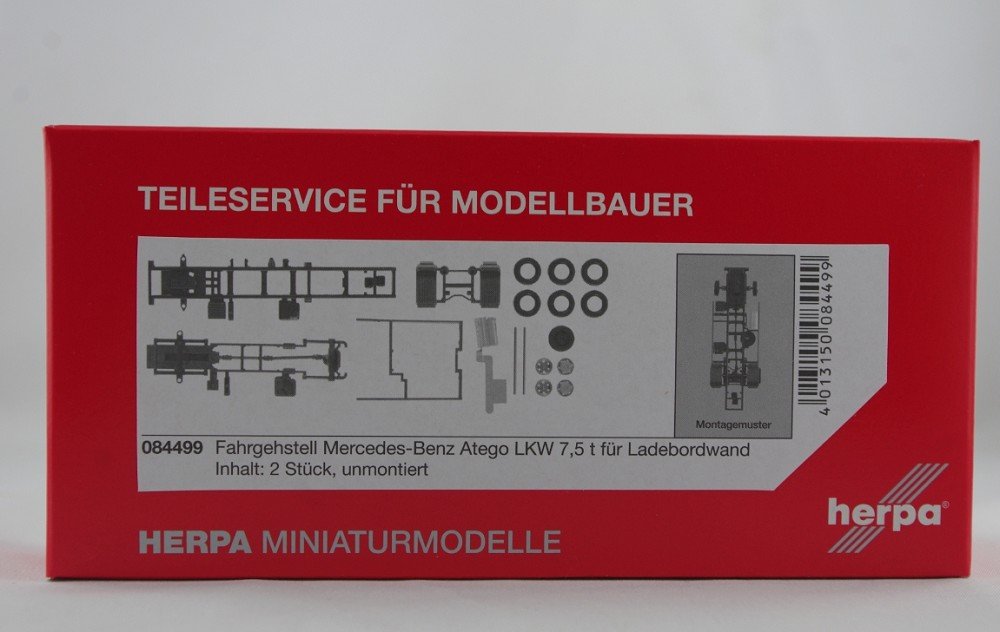 TEILESERVICE FÜR MODELLBAUER
Montagemuster
4 013150 084499
084499 Fahrgehstell Mercedes-Benz Atego LKW 7,5 t für Ladebordwand
Inhalt: 2 Stück, unmontiert
HERPA MINIATURMODELLE
herpa®